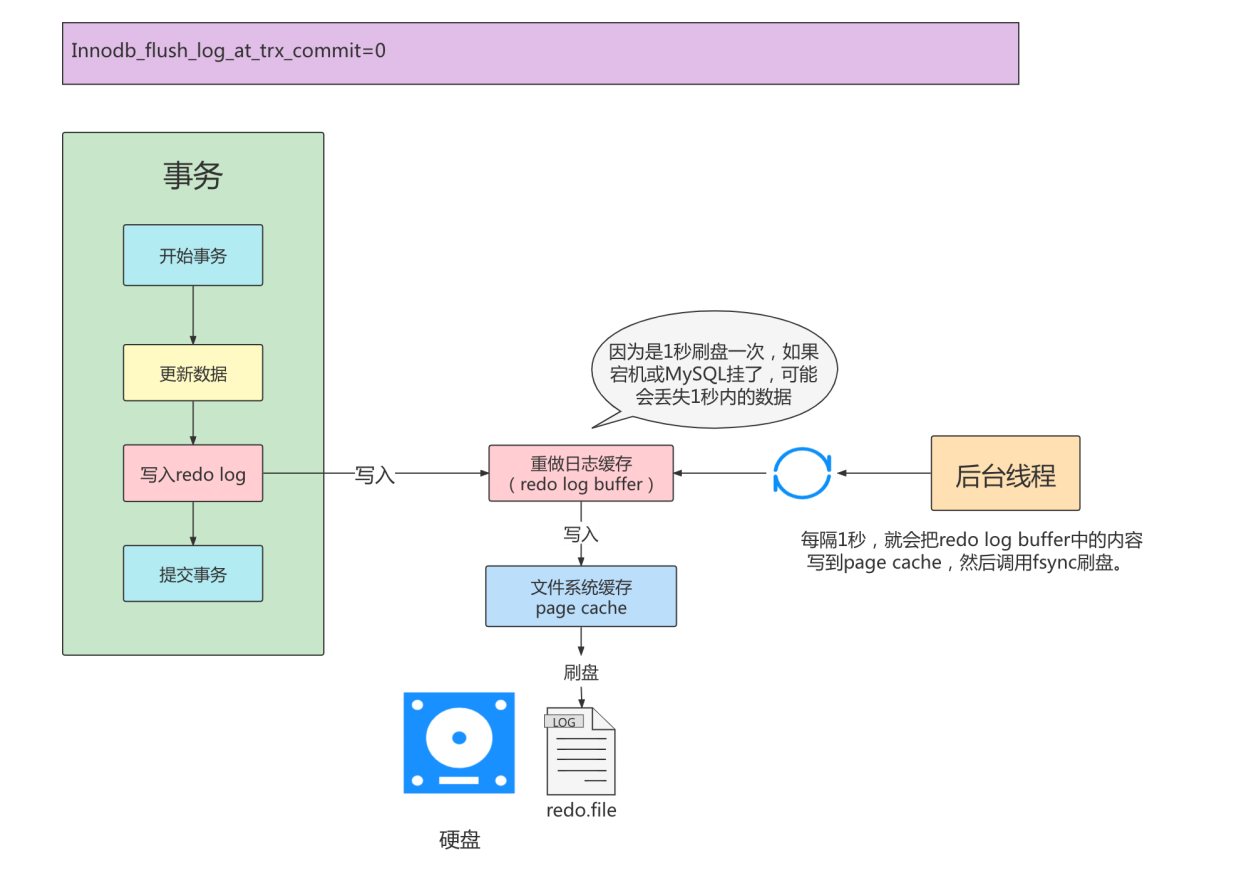 Innodb_flush_log_at_trx_commit=0
事务
开始事务
更新数据
写入redo log
提交事务
写入
因为是1秒刷盘一次，如果
宕机或MySQL挂了，可能
会丢失1秒内的数据
重做日志缓存
（redo log buffer）
后台线程
每隔1秒，就会把redo log buffer中的内容
写到page cache，然后调用fsync刷盘。
写入
文件系统缓存
page cache
刷盘
LOG
redo.file
硬盘